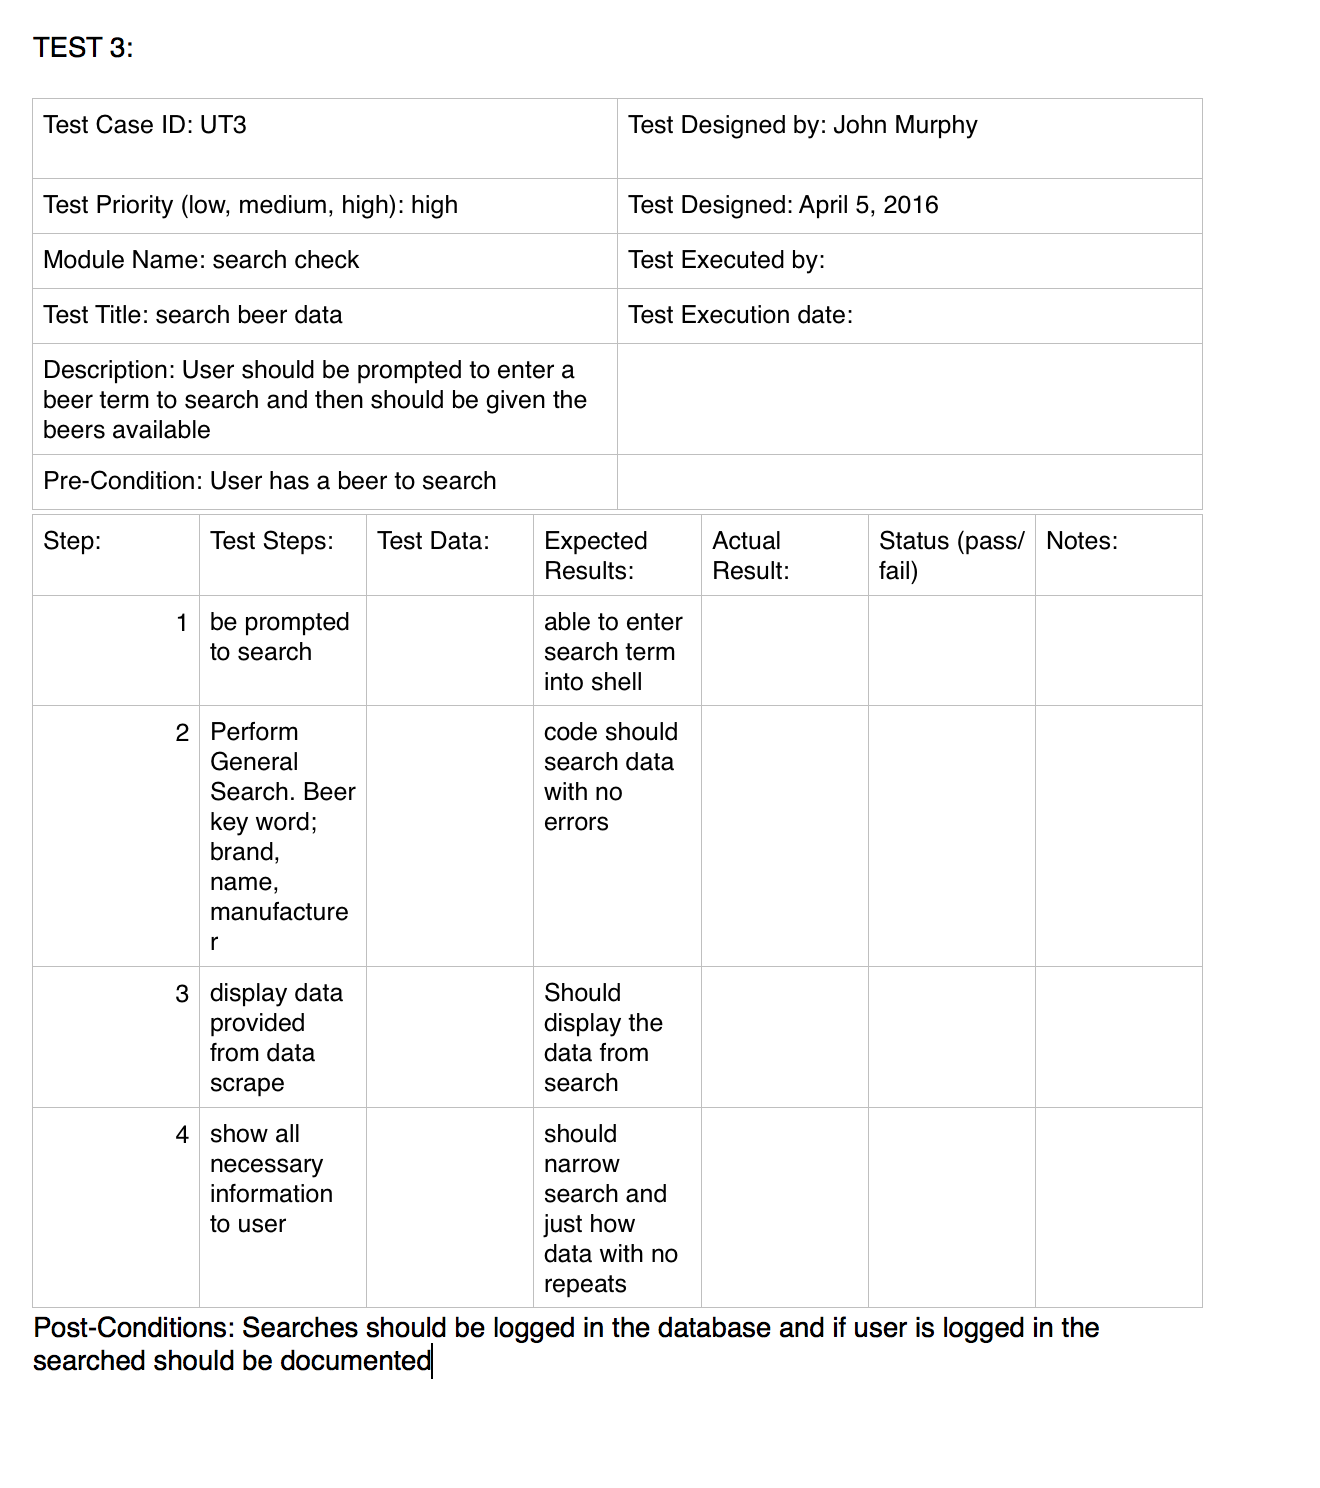 TEST 3:
Test Case ID: UT3
Test Designed by: John Murphy
Test Priority (low, medium, high): high
Test Designed: April 5, 2016
Module Name: search check
Test Executed by:
Test Title: search beer data
Test Execution date:
Description: User should be prompted to enter a
beer term to search and then should be given the
beers available
Pre-Condition: User has a beer to search
Step:
Test Steps:
Test Data:
Expected
Results:
Actual
Result:
Status (pass/
fail)
Notes:
1
be prompted
to search
able to enter
search term
into shell
2
Perform
General
Search. Beer
key word;
brand,
name,
manufacture
r
code should
search data
with no
errors
3
display data
provided
from data
scrape
Should
display the
data from
search
4
show all
necessary
information
to user
should
narrow
search and
just how
data with no
repeats
Post-Conditions: Searches should be logged in the database and if user is logged in the
searched should be documented